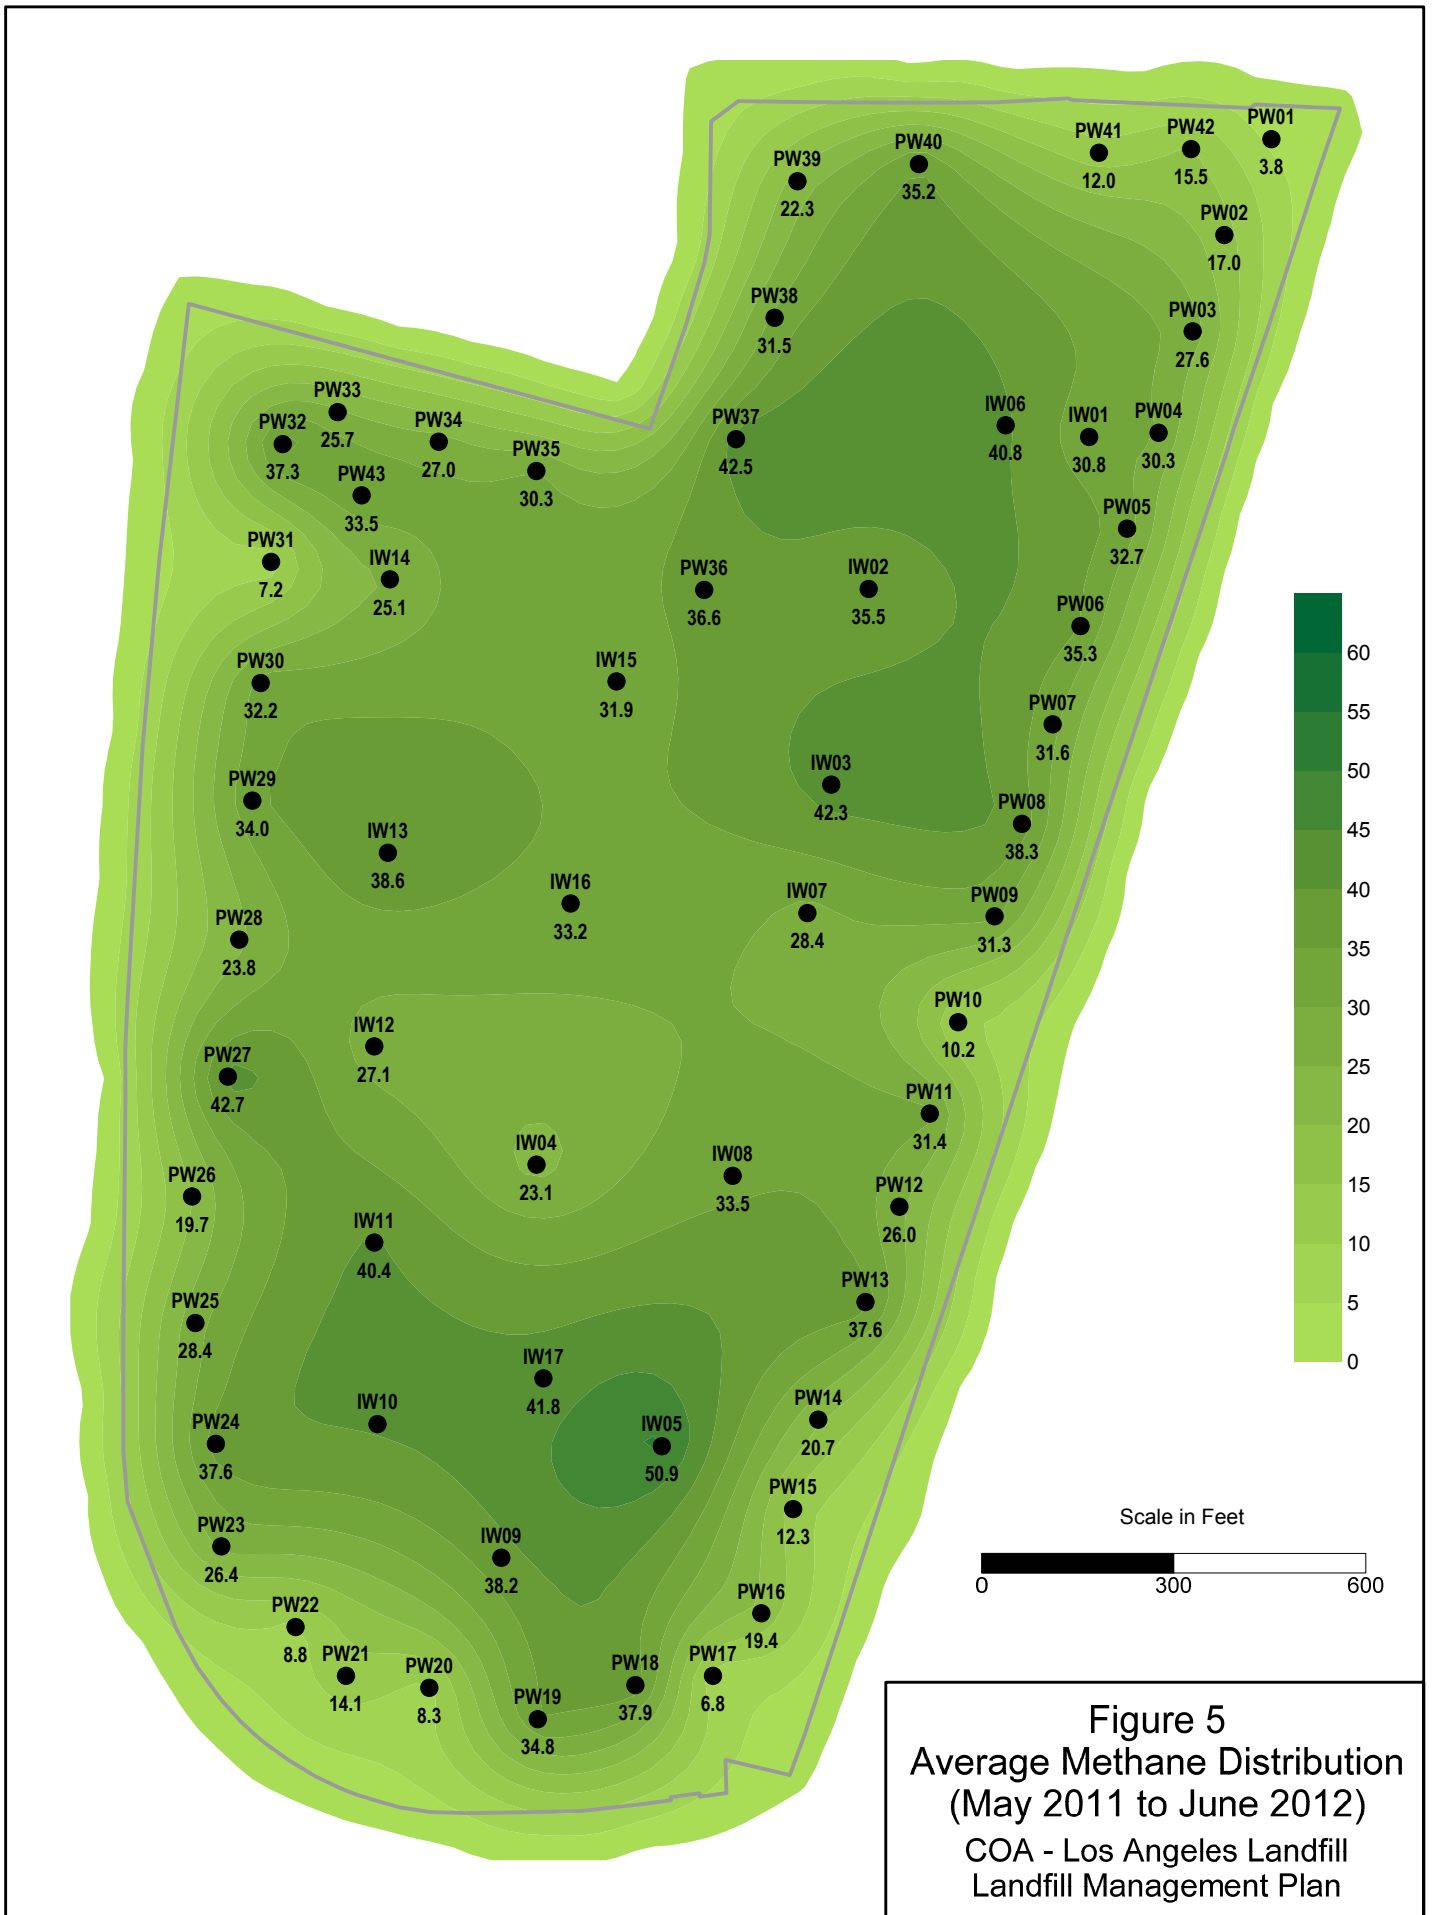 PW01
3.8
PW42
15.5
PW41
12.0
PW40
35.2
PW39
22.3
PW02
17.0
PW38
31.5
PW03
27.6
PW33
25.7
PW32
37.3
PW34
27.0
PW35
30.3
PW37
42.5
IW06
40.8
IW01
30.8
PW04
30.3
PW43
33.5
PW05
32.7
PW31
7.2
IW14
25.1
PW36
36.6
IW02
35.5
PW06
35.3
PW30
32.2
IW15
31.9
PW07
31.6
PW29
34.0
IW03
42.3
PW08
38.3
IW13
38.6
IW16
33.2
IW07
28.4
PW09
31.3
PW28
23.8
PW10
10.2
IW12
27.1
PW27
42.7
PW11
31.4
IW04
23.1
IW08
33.5
PW26
19.7
PW12
26.0
IW11
40.4
PW13
37.6
PW25
28.4
IW17
41.8
IW10
PW14
20.7
PW24
37.6
IW05
50.9
PW15
12.3
PW23
26.4
IW09
38.2
PW22
8.8
PW16
19.4
PW21
14.1
PW20
8.3
PW18
37.9
PW17
6.8
PW19
34.8
60
55
50
45
40
35
30
25
20
15
10
5
0
Scale in Feet
0 300 600
Figure 5
Average Methane Distribution
(May 2011 to June 2012)
COA - Los Angeles Landfill
Landfill Management Plan